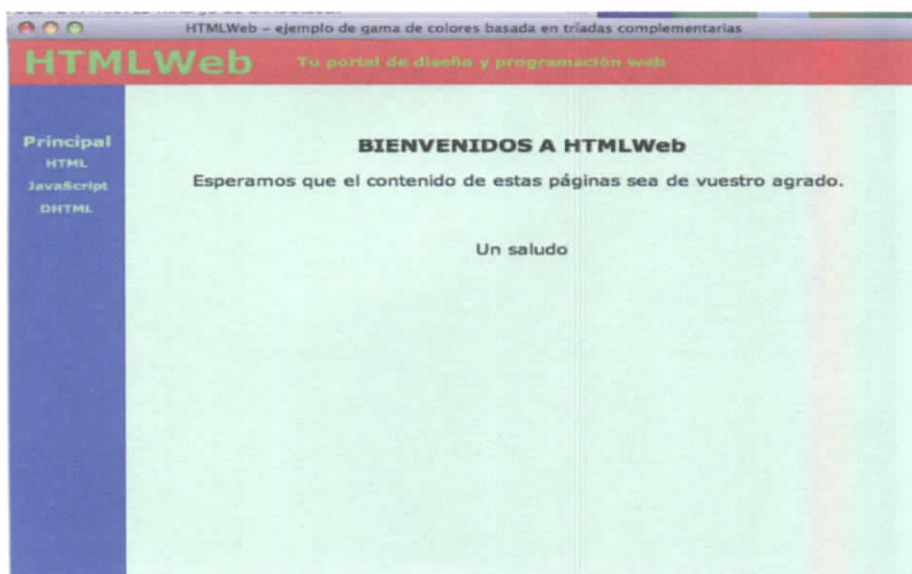 HTMLWeb – ejemplo de gama de colores basada en tríadas complementarias
HTMLWeb Tu portal de diseño y programación web
Principal
HTML
JavaScript
DHTML
BIENVENIDOS A HTMLWeb
Esperamos que el contenido de estas páginas sea de vuestro agrado.
Un saludo